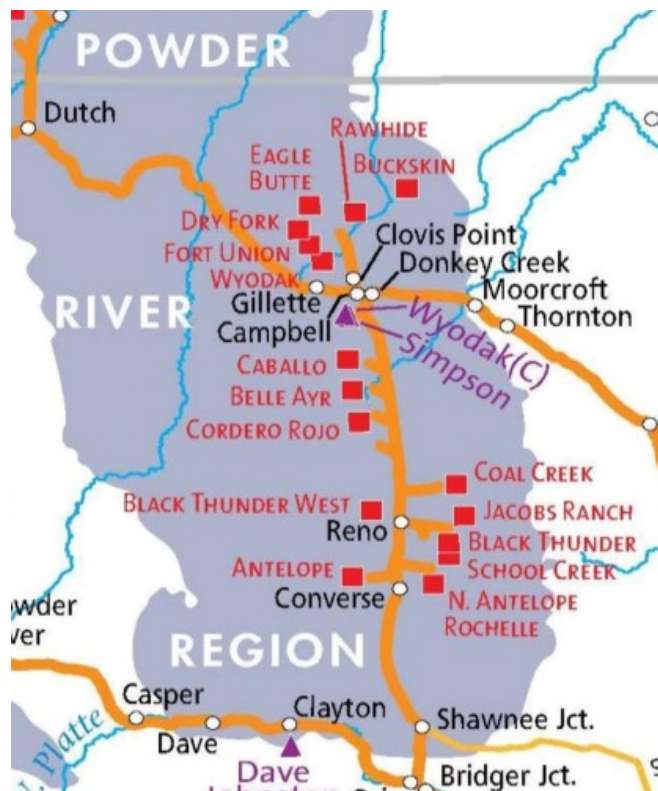 POWDER
Dutch
RAWHIDE
EAGLE
BUTTE
BUCKSKIN
DRY FORK
Clovis Point
FORT UNION
Donkey Creek
WYODAK
Moorcroft
RIVER
Gillette
Thornton
Campbell
Wyodak(C)
Simpson
CABALLO
BELLE AYR
CORDERO ROJO
COAL CREEK
BLACK THUNDER WEST
JACOBS RANCH
Reno
BLACK THUNDER
ANTELOPE
SCHOOL CREEK
Converse
N. ANTELOPE
ROCHELLE
REGION
Casper
Clayton
Platte
Dave
Shawnee Jct.
Dave
Bridger Jct.